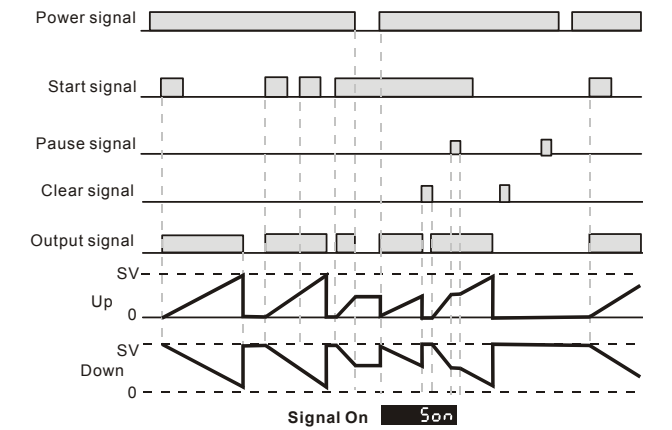 Power signal
Start signal
Pause signal
Clear signal
Output signal
SV
Up
0
SV
Down
0
Signal On Son